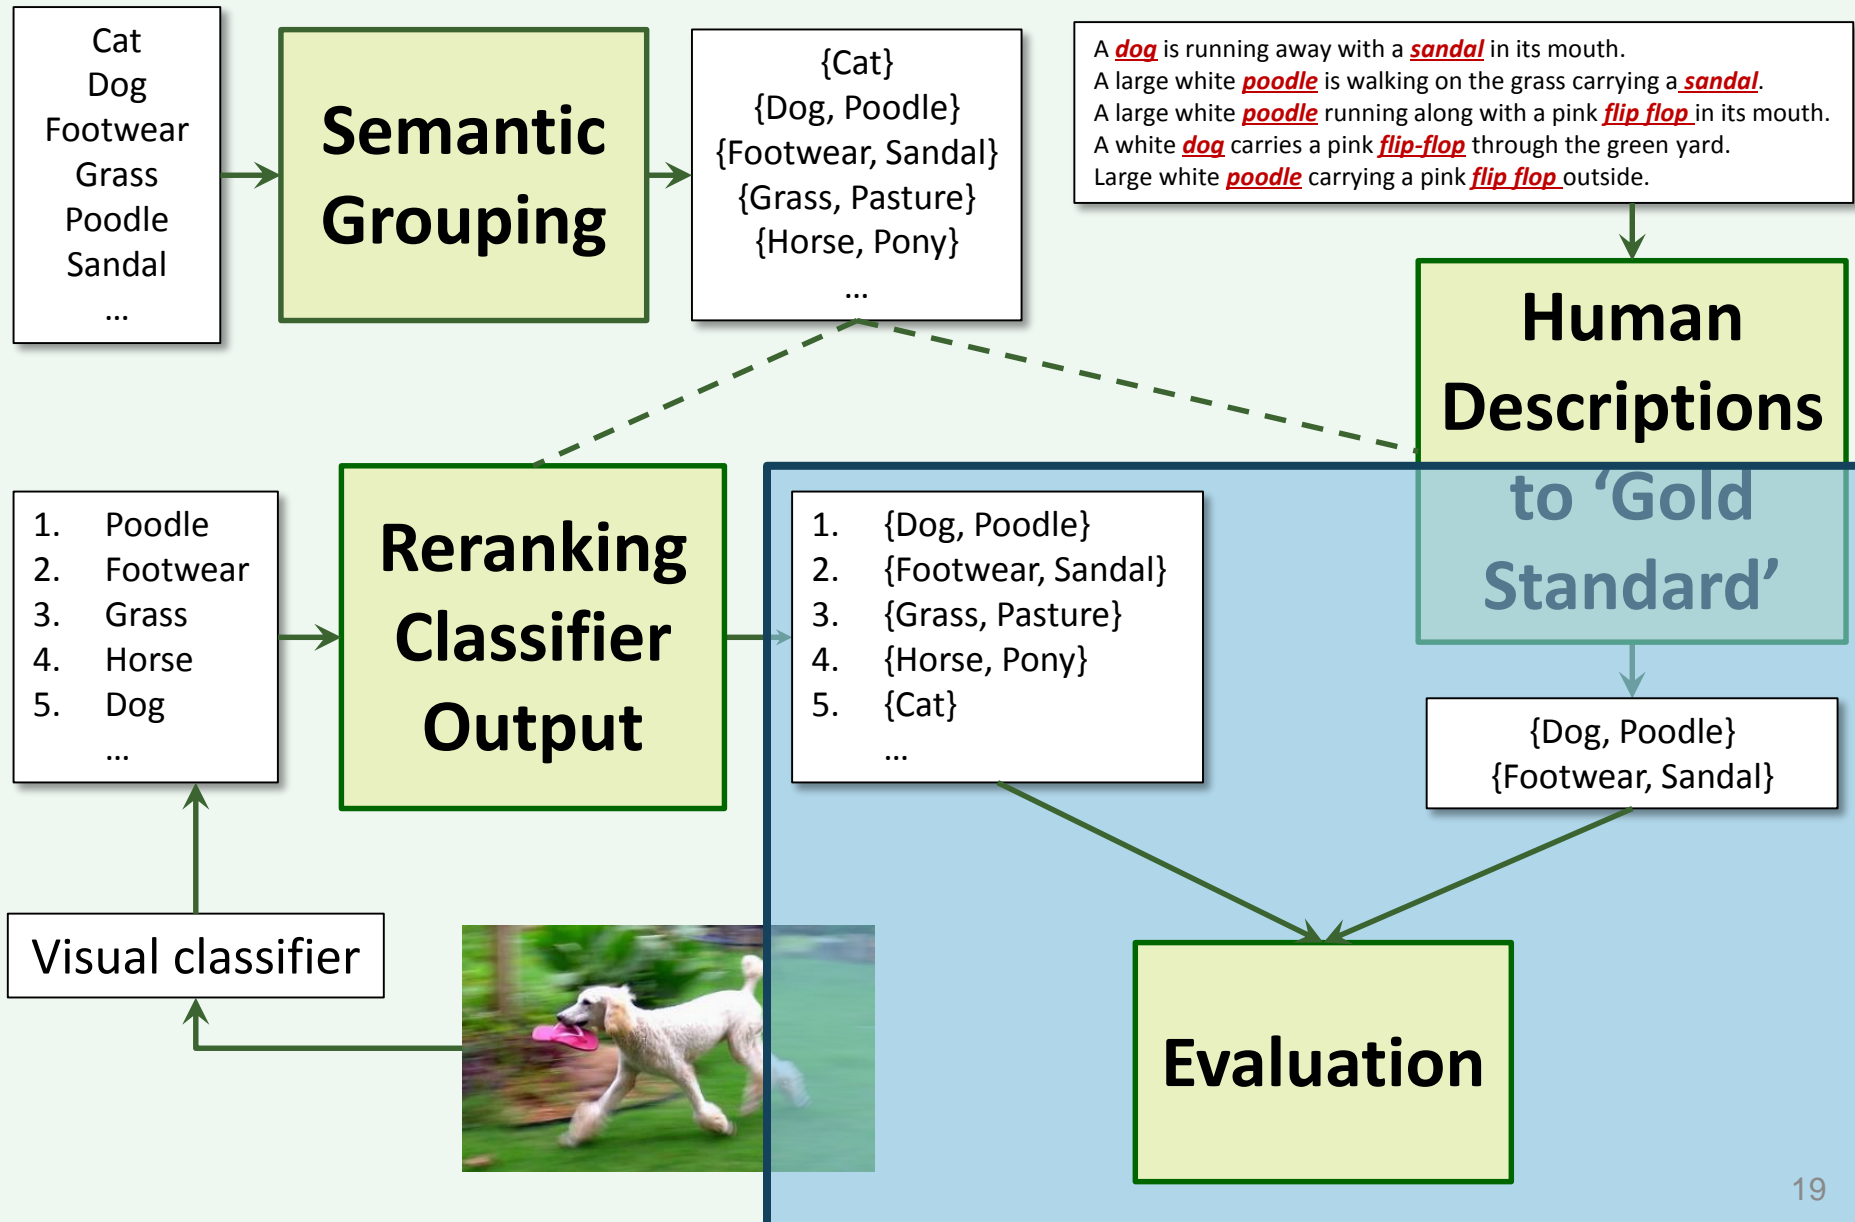 Cat
Dog
Footwear
Grass
Poodle
Sandal
...
Semantic
Grouping
{Cat}
{Dog, Poodle}
{Footwear, Sandal}
{Grass, Pasture}
{Horse, Pony}
...
A dog is running away with a sandal in its mouth.
A large white poodle is walking on the grass carrying a sandal.
A large white poodle running along with a pink flip flop in its mouth.
A white dog carries a pink flip-flop through the green yard.
Large white poodle carrying a pink flip flop outside.
Human
Descriptions
to ‘Gold
Standard’
1. Poodle
2. Footwear
3. Grass
4. Horse
5. Dog
...
Reranking
Classifier
Output
1. {Dog, Poodle}
2. {Footwear, Sandal}
3. {Grass, Pasture}
4. {Horse, Pony}
5. {Cat}
...
{Dog, Poodle}
{Footwear, Sandal}
Visual classifier
Evaluation
19